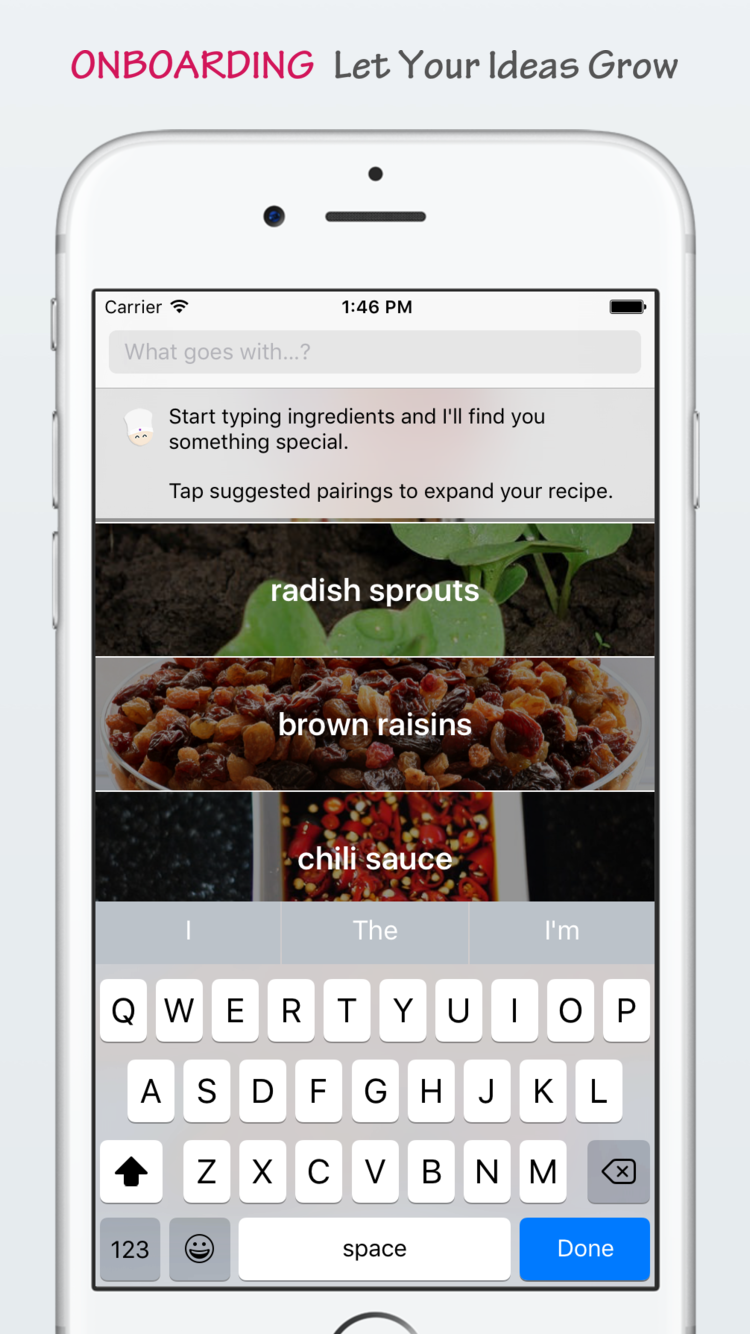 ONBOARDING Let Your Ideas Grow
Carrier 1:46 PM
What goes with...?
Start typing ingredients and I'll find you
something special.
Tap suggested pairings to expand your recipe.
radish sprouts
brown raisins
chili sauce
I The I'm
Q W E R T Y U I O P
A S D F G H J K L
Z X C V B N M
123 space Done